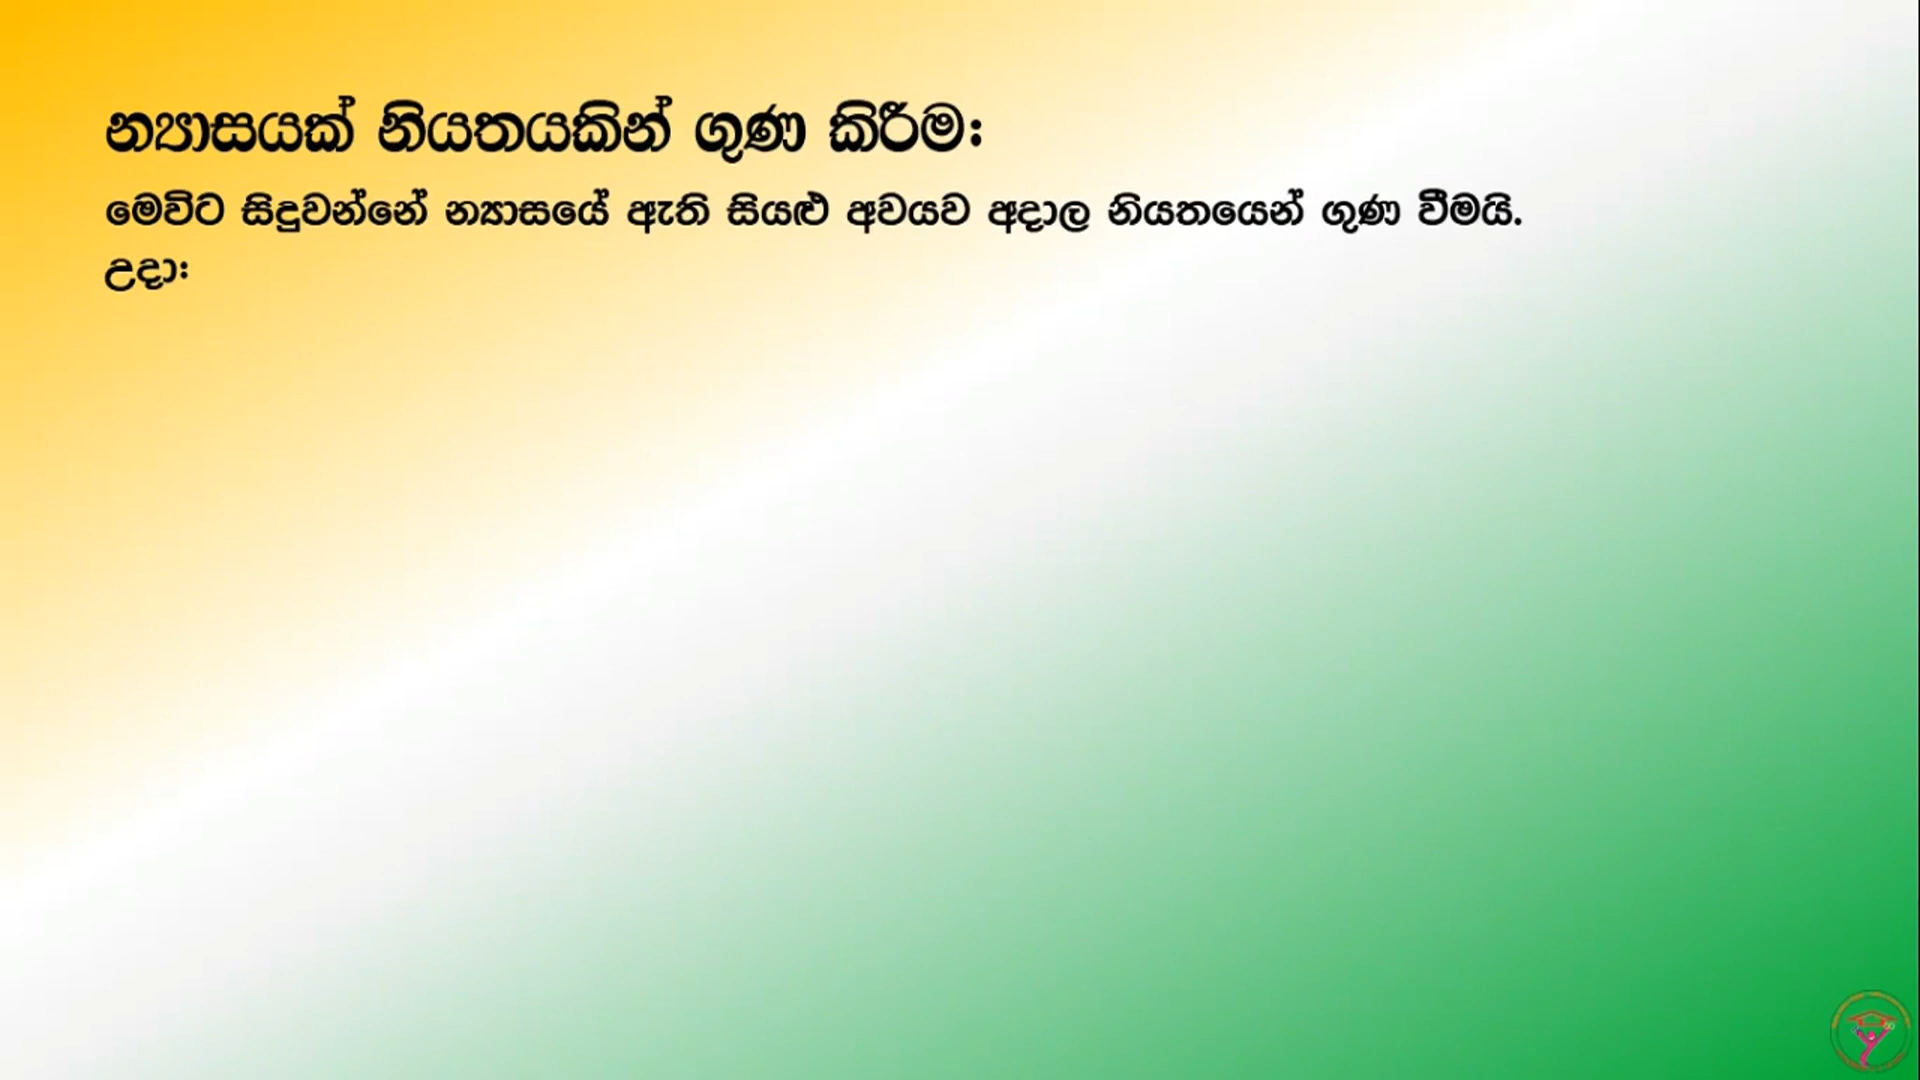 න්‍යාසයක් නියතයකින් ගුණ කිරීම:
මෙවිට සිදුවන්නේ න්‍යාසයේ ඇති සියළු අවයව අදාල නියතයෙන් ගුණ වීමයි.
උදා: